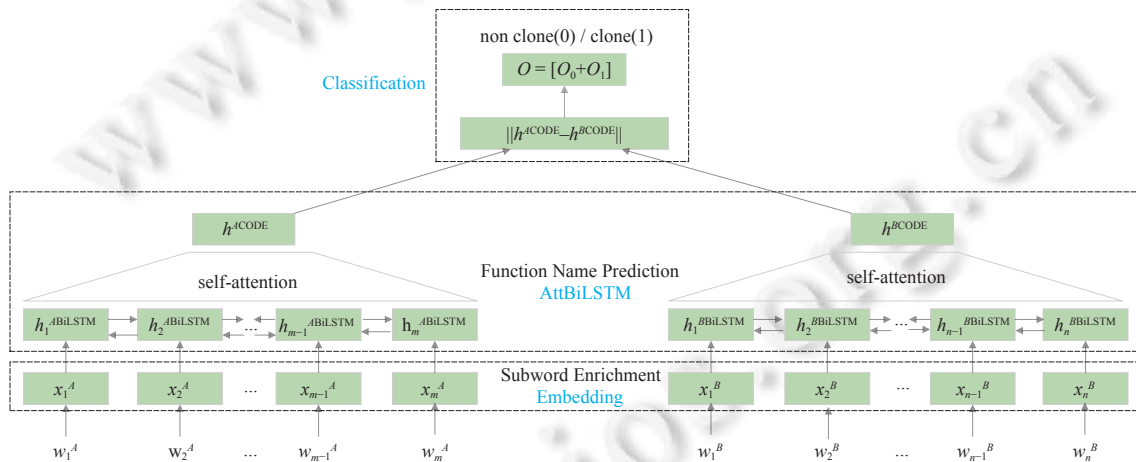 non clone(0) / clone(1)
O = [O₀+O₁]
Classification
||hᴬCODE–hᴮCODE||
hᴬCODE
hᴮCODE
self-attention
Function Name Prediction
self-attention
AttBiLSTM
h₁ᴬBiLSTM h₂ᴬBiLSTM ... hₘ₋₁ᴬBiLSTM hₘᴬBiLSTM h₁ᴮBiLSTM h₂ᴮBiLSTM ... hₙ₋₁ᴮBiLSTM hₙᴮBiLSTM
Subword Enrichment
x₁ᴬ x₂ᴬ ... xₘ₋₁ᴬ xₘᴬ Embedding x₁ᴮ x₂ᴮ ... xₙ₋₁ᴮ xₙᴮ
w₁ᴬ w₂ᴬ ... wₘ₋₁ᴬ wₘᴬ w₁ᴮ w₂ᴮ ... wₙ₋₁ᴮ wₙᴮ